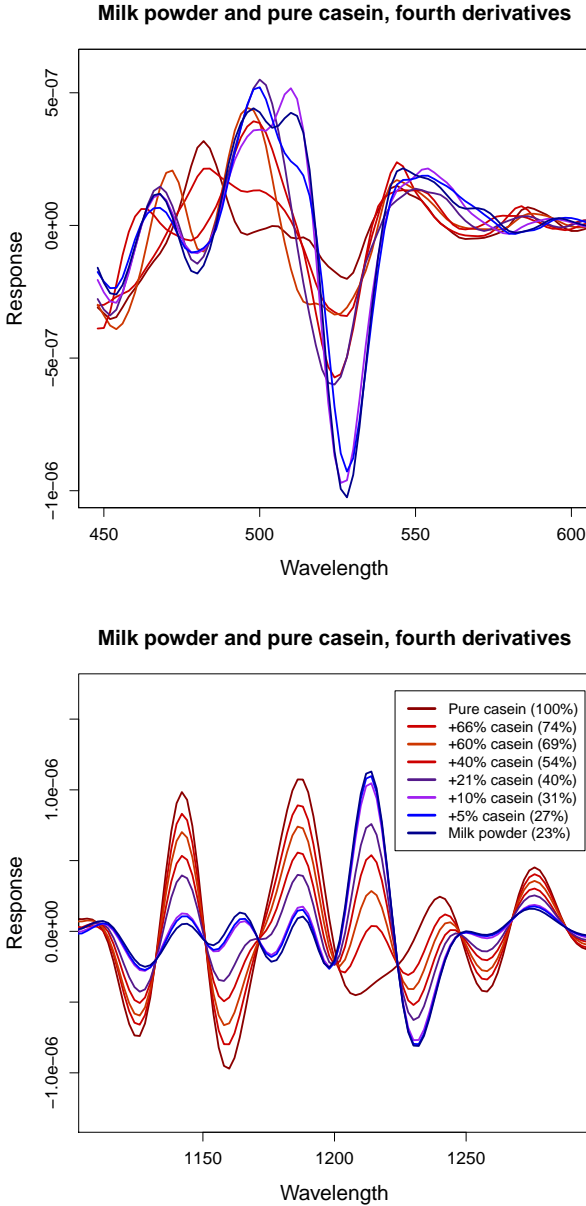 Milk powder and pure casein, fourth derivatives
5e-07
0e+00
-5e-07
-1e-06
Response
450
500
550
600
Wavelength
Milk powder and pure casein, fourth derivatives
Pure casein (100%)
+66% casein (74%)
+60% casein (69%)
+40% casein (54%)
+21% casein (40%)
+10% casein (31%)
+5% casein (27%)
Milk powder (23%)
1.0e-06
0.0e+00
-1.0e-06
Response
1150
1200
1250
Wavelength